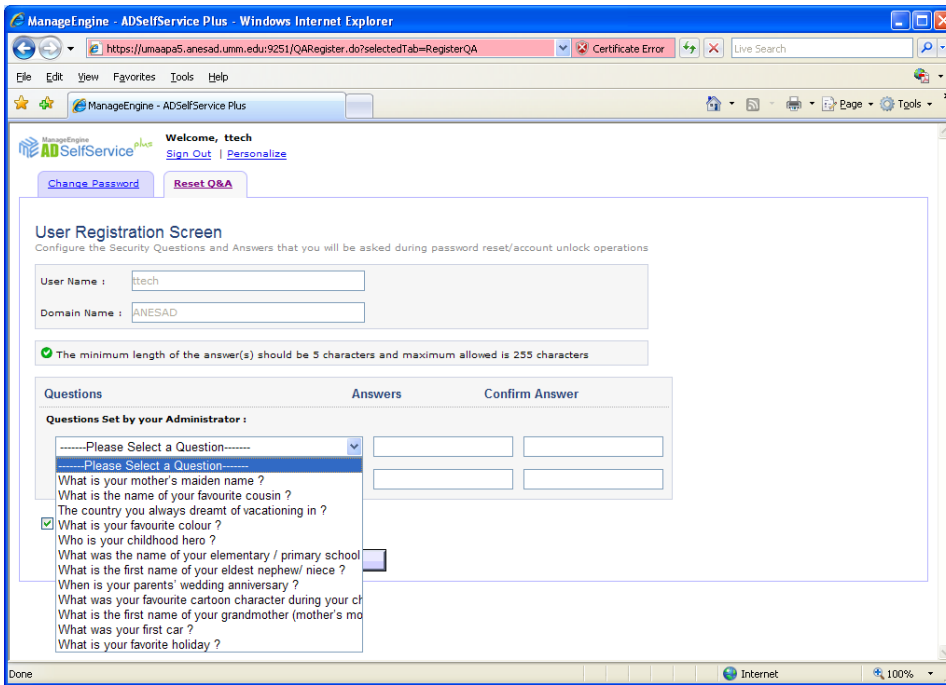 ManageEngine - ADSelfService Plus - Windows Internet Explorer
https://umaapa5.anesad.umm.edu:9251/QARegister.do?selectedTab=RegisterQA Certificate Error Live Search
File Edit View Favorites Tools Help
ManageEngine - ADSelfService Plus Page Tools
ManageEngine
ADSelfService plus
Welcome, ttech
Sign Out | Personalize
Change Password Reset Q&A
User Registration Screen
Configure the Security Questions and Answers that you will be asked during password reset/account unlock operations
User Name : ttech
Domain Name : ANESAD
The minimum length of the answer(s) should be 5 characters and maximum allowed is 255 characters
Questions Answers Confirm Answer
Questions Set by your Administrator :
-------Please Select a Question-------
-------Please Select a Question-------
What is your mother's maiden name ?
What is the name of your favourite cousin ?
The country you always dreamt of vacationing in ?
What is your favourite colour ?
Who is your childhood hero ?
What was the name of your elementary / primary school
What is the first name of your eldest nephew/ niece ?
When is your parents' wedding anniversary ?
What was your favourite cartoon character during your ch
What is the first name of your grandmother (mother's mo
What was your first car ?
What is your favorite holiday ?
Done Internet 100%